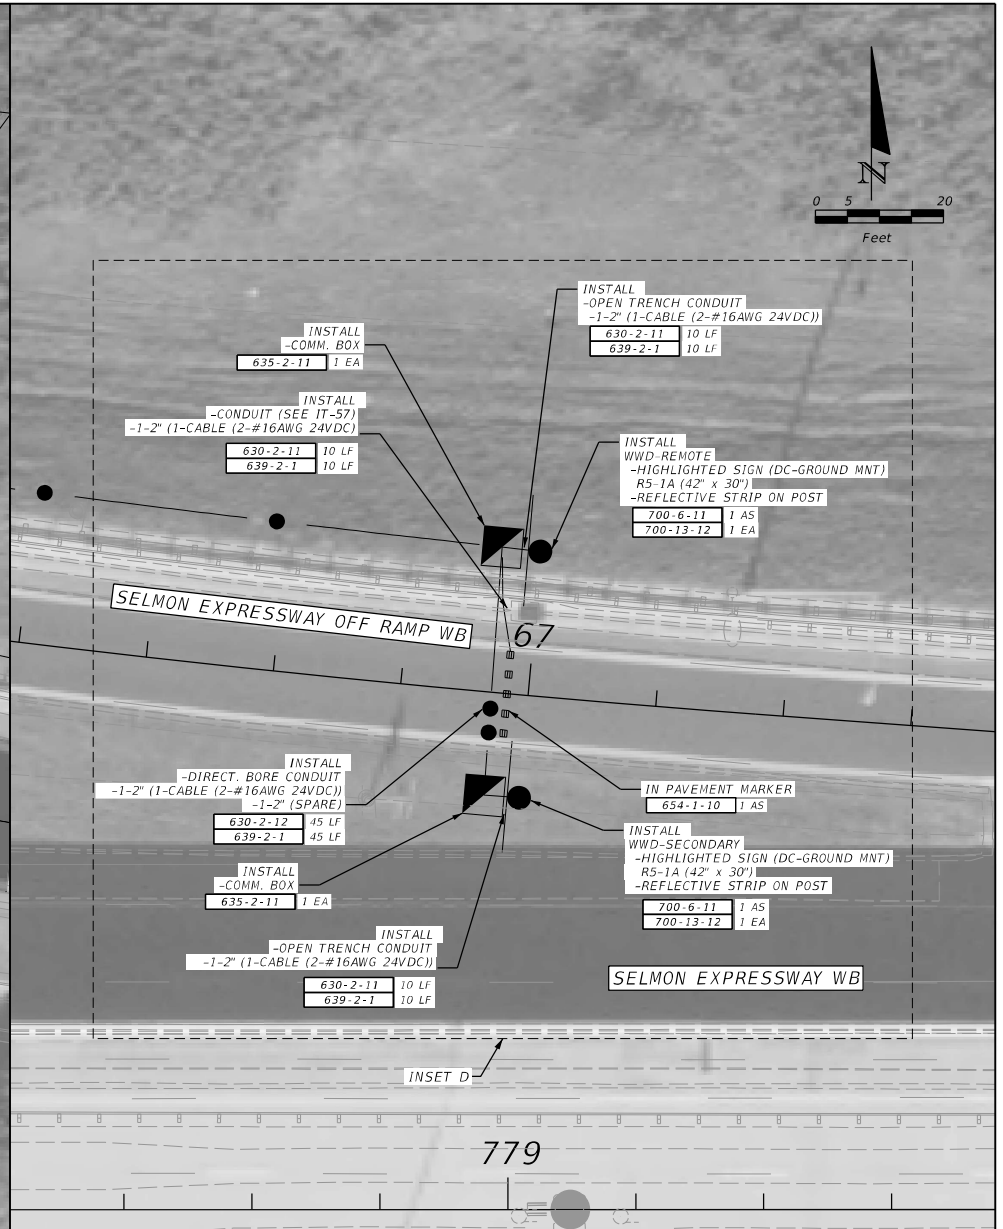 N
0 5 20
Feet
INSTALL
-OPEN TRENCH CONDUIT
-1-2" (1-CABLE (2-#16AWG 24VDC))
630-2-11 10 LF
639-2-1 10 LF
INSTALL
-COMM. BOX
635-2-11 1 EA
INSTALL
-CONDUIT (SEE IT-57)
-1-2" (1-CABLE (2-#16AWG 24VDC)
630-2-11 10 LF
639-2-1 10 LF
INSTALL
WWD-REMOTE
-HIGHLIGHTED SIGN (DC-GROUND MNT)
R5-1A (42" x 30")
-REFLECTIVE STRIP ON POST
700-6-11 1 AS
700-13-12 1 EA
SELMON EXPRESSWAY OFF RAMP WB
67
INSTALL
-DIRECT. BORE CONDUIT
-1-2" (1-CABLE (2-#16AWG 24VDC))
-1-2" (SPARE)
630-2-12 45 LF
639-2-1 45 LF
IN PAVEMENT MARKER
654-1-10 1 AS
INSTALL
WWD-SECONDARY
-HIGHLIGHTED SIGN (DC-GROUND MNT)
R5-1A (42" x 30")
-REFLECTIVE STRIP ON POST
700-6-11 1 AS
700-13-12 1 EA
INSTALL
-COMM. BOX
635-2-11 1 EA
INSTALL
-OPEN TRENCH CONDUIT
-1-2" (1-CABLE (2-#16AWG 24VDC))
630-2-11 10 LF
639-2-1 10 LF
SELMON EXPRESSWAY WB
INSET D
779